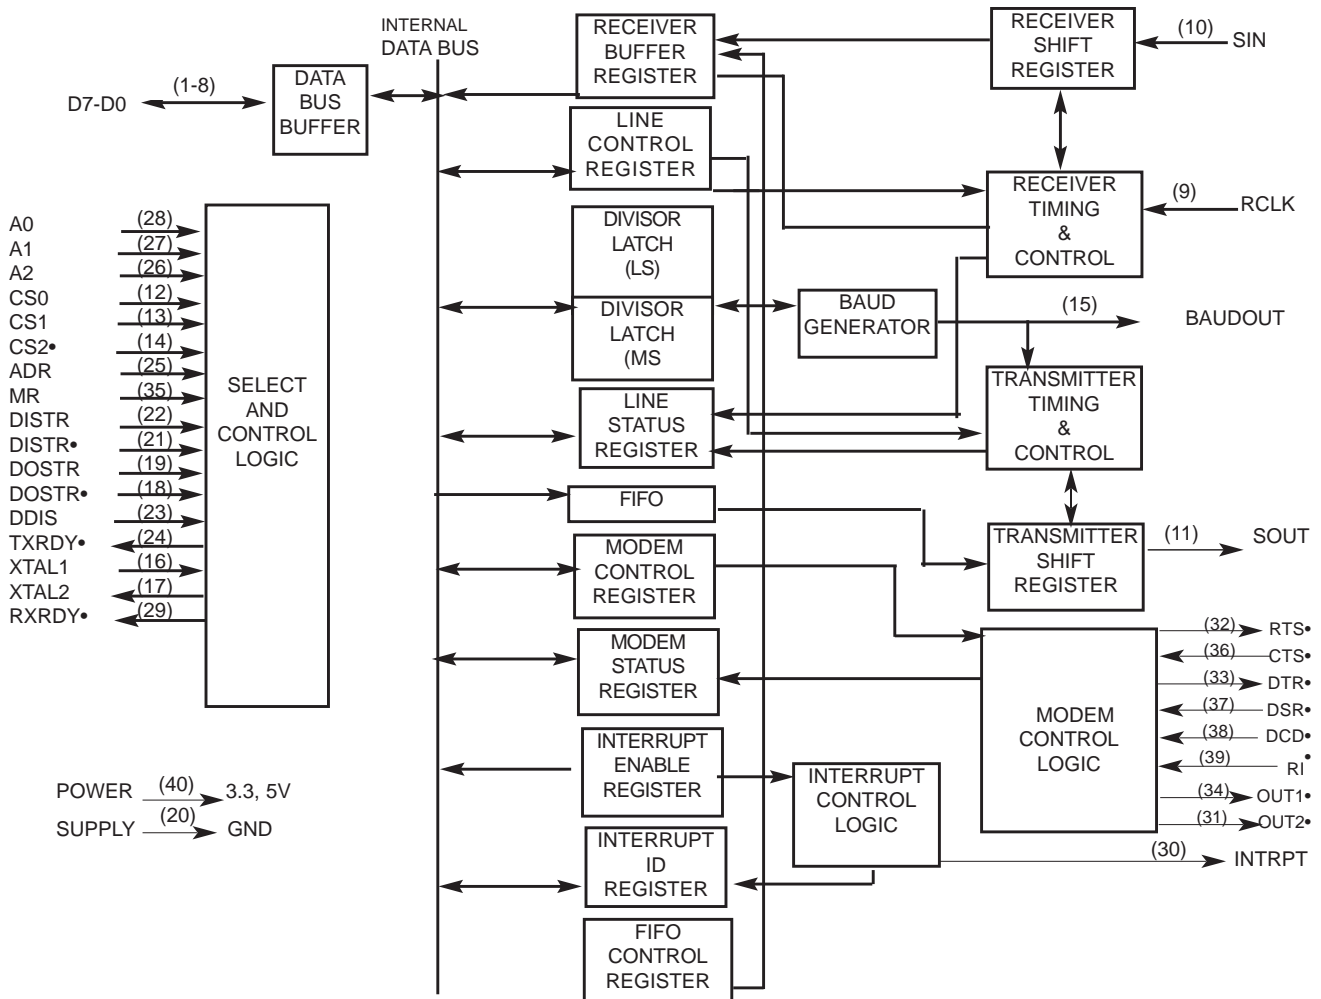 INTERNAL
DATA BUS
D7-D0
(1-8)
DATA
BUS
BUFFER
RECEIVER
BUFFER
REGISTER
RECEIVER
SHIFT
REGISTER
(10)
SIN
LINE
CONTROL
REGISTER
RECEIVER
TIMING
&
CONTROL
(9)
RCLK
A0
(28)
A1
(27)
A2
(26)
CS0
(12)
CS1
(13)
CS2•
(14)
ADR
(25)
MR
(35)
DISTR
(22)
DISTR•
(21)
DOSTR
(19)
DOSTR•
(18)
DDIS
(23)
TXRDY•
(24)
XTAL1
(16)
XTAL2
(17)
RXRDY•
(29)
SELECT
AND
CONTROL
LOGIC
DIVISOR
LATCH
(LS)
DIVISOR
LATCH
(MS
BAUD
GENERATOR
(15)
BAUDOUT
LINE
STATUS
REGISTER
TRANSMITTER
TIMING
&
CONTROL
FIFO
TRANSMITTER
SHIFT
REGISTER
(11)
SOUT
MODEM
CONTROL
REGISTER
MODEM
STATUS
REGISTER
MODEM
CONTROL
LOGIC
(32)
RTS•
(36)
CTS•
(33)
DTR•
(37)
DSR•
(38)
DCD•
(39)
RI•
(34)
OUT1•
(31)
OUT2•
INTERRUPT
ENABLE
REGISTER
INTERRUPT
CONTROL
LOGIC
(30)
INTRPT
INTERRUPT
ID
REGISTER
FIFO
CONTROL
REGISTER
POWER
(40)
3.3, 5V
SUPPLY
(20)
GND